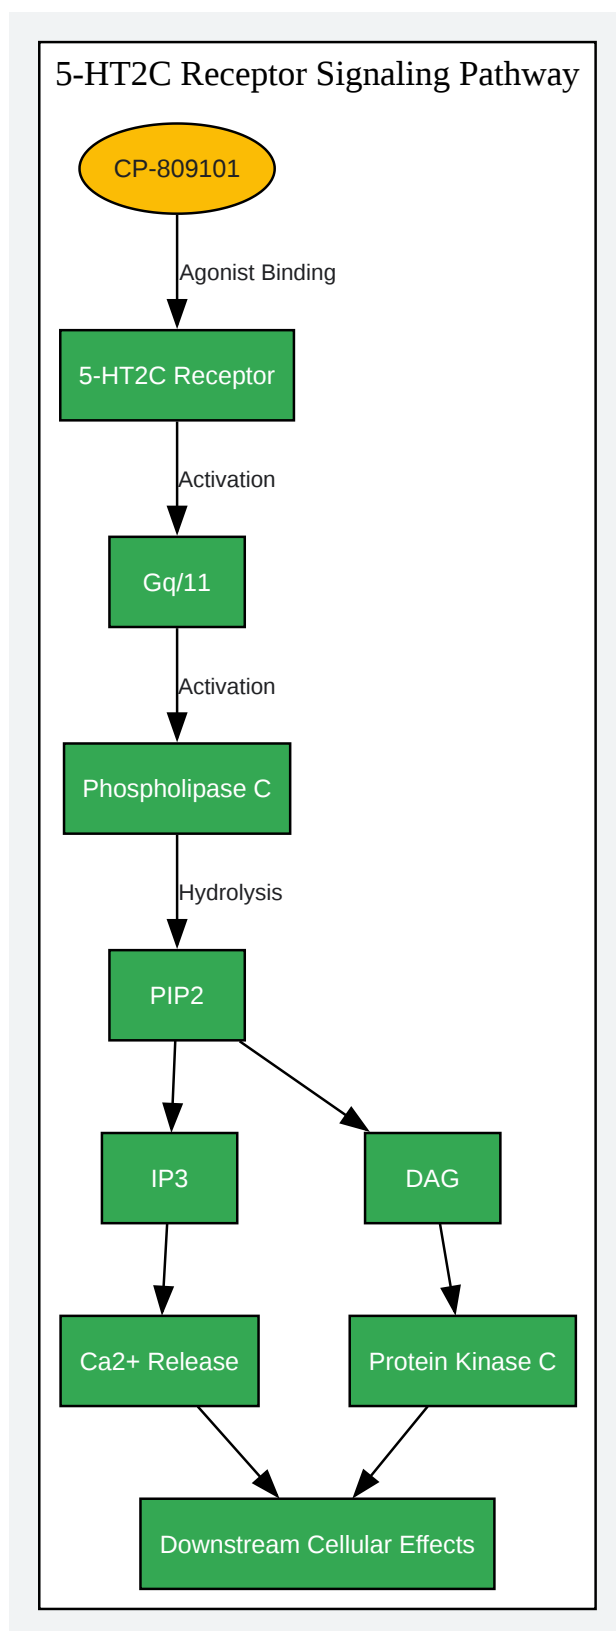 5-HT2C Receptor Signaling Pathway
CP-809101
Agonist Binding
5-HT2C Receptor
Activation
Gq/11
Activation
Phospholipase C
Hydrolysis
PIP2
IP3
DAG
Ca2+ Release
Protein Kinase C
Downstream Cellular Effects